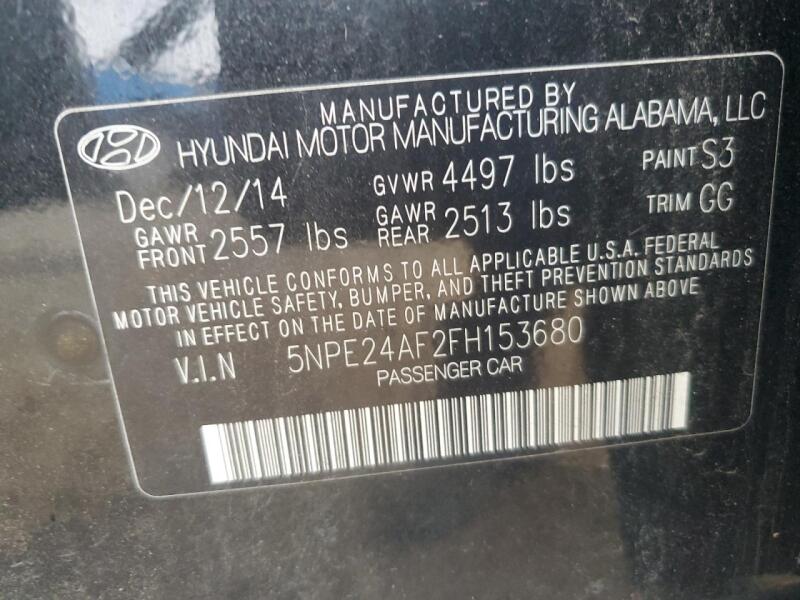 MANUFACTURED BY
HYUNDAI MOTOR MANUFACTURING ALABAMA, LLC
Dec/12/14 GVWR 4497 lbs PAINT S3
GAWR FRONT 2557 lbs GAWR REAR 2513 lbs TRIM GG
THIS VEHICLE CONFORMS TO ALL APPLICABLE U.S.A. FEDERAL
MOTOR VEHICLE SAFETY, BUMPER, AND THEFT PREVENTION STANDARDS
IN EFFECT ON THE DATE OF MANUFACTURE SHOWN ABOVE
V.I.N 5NPE24AF2FH153680
PASSENGER CAR